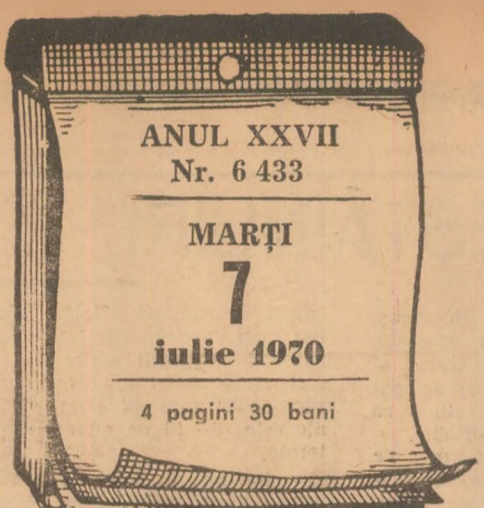 ANUL XXVII
Nr. 6 433
MARȚI
7
iulie 1970
4 pagini 30 bani